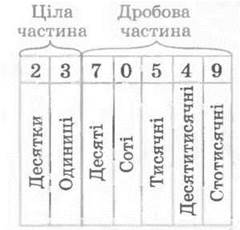 Ціла частина
Дробова частина
2 3 7 0 5 4 9
Десятки
Одиниці
Десяті
Соті
Тисячні
Десятитисячні
Стотисячні